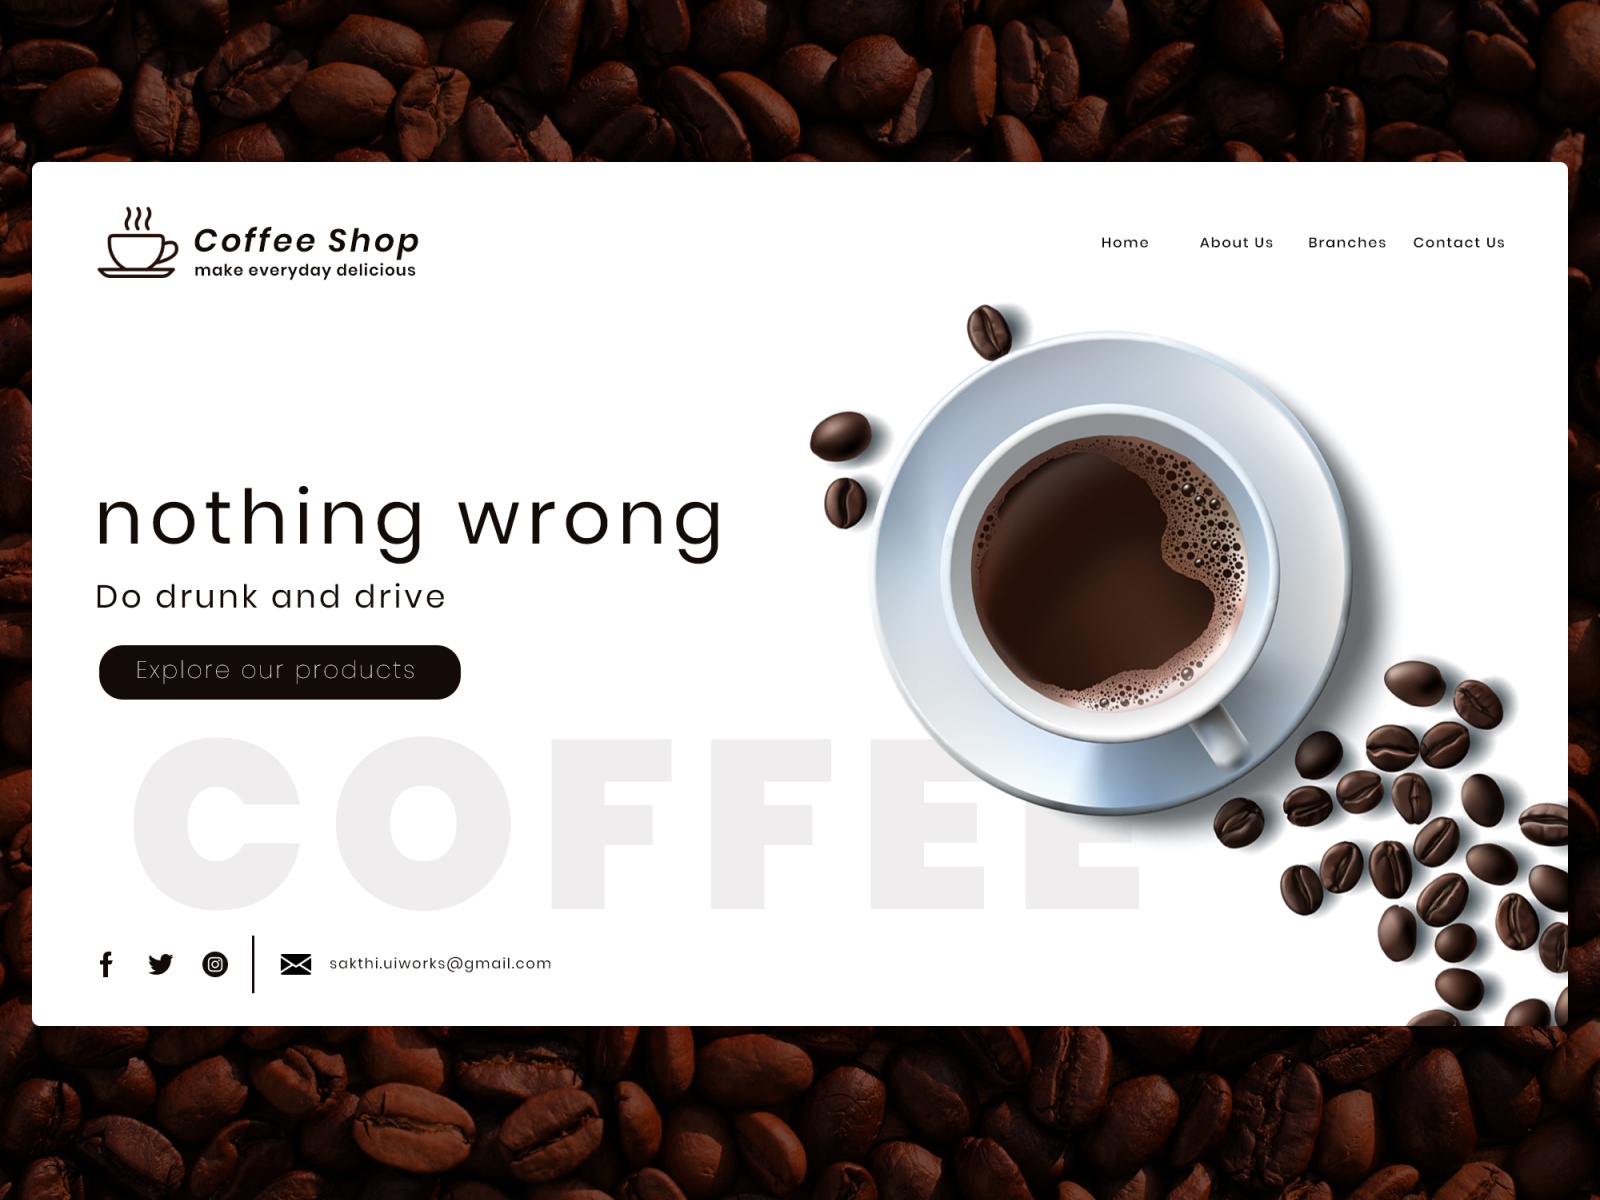 Coffee Shop
make everyday delicious
Home About Us Branches Contact Us
nothing wrong
Do drunk and drive
Explore our products
COFFEE
sakthi.uiworks@gmail.com